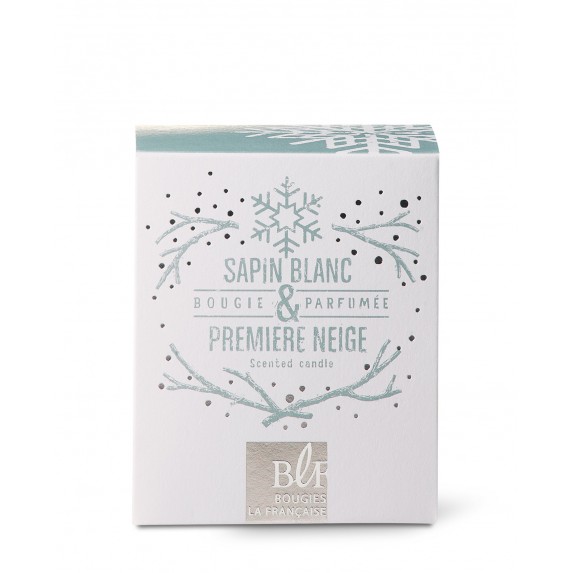 SAPIN BLANC
BOUGIE & PARFUMÉE
PREMIERE NEIGE
Scented candle
BLF
BOUGIES
LA FRANÇAISE